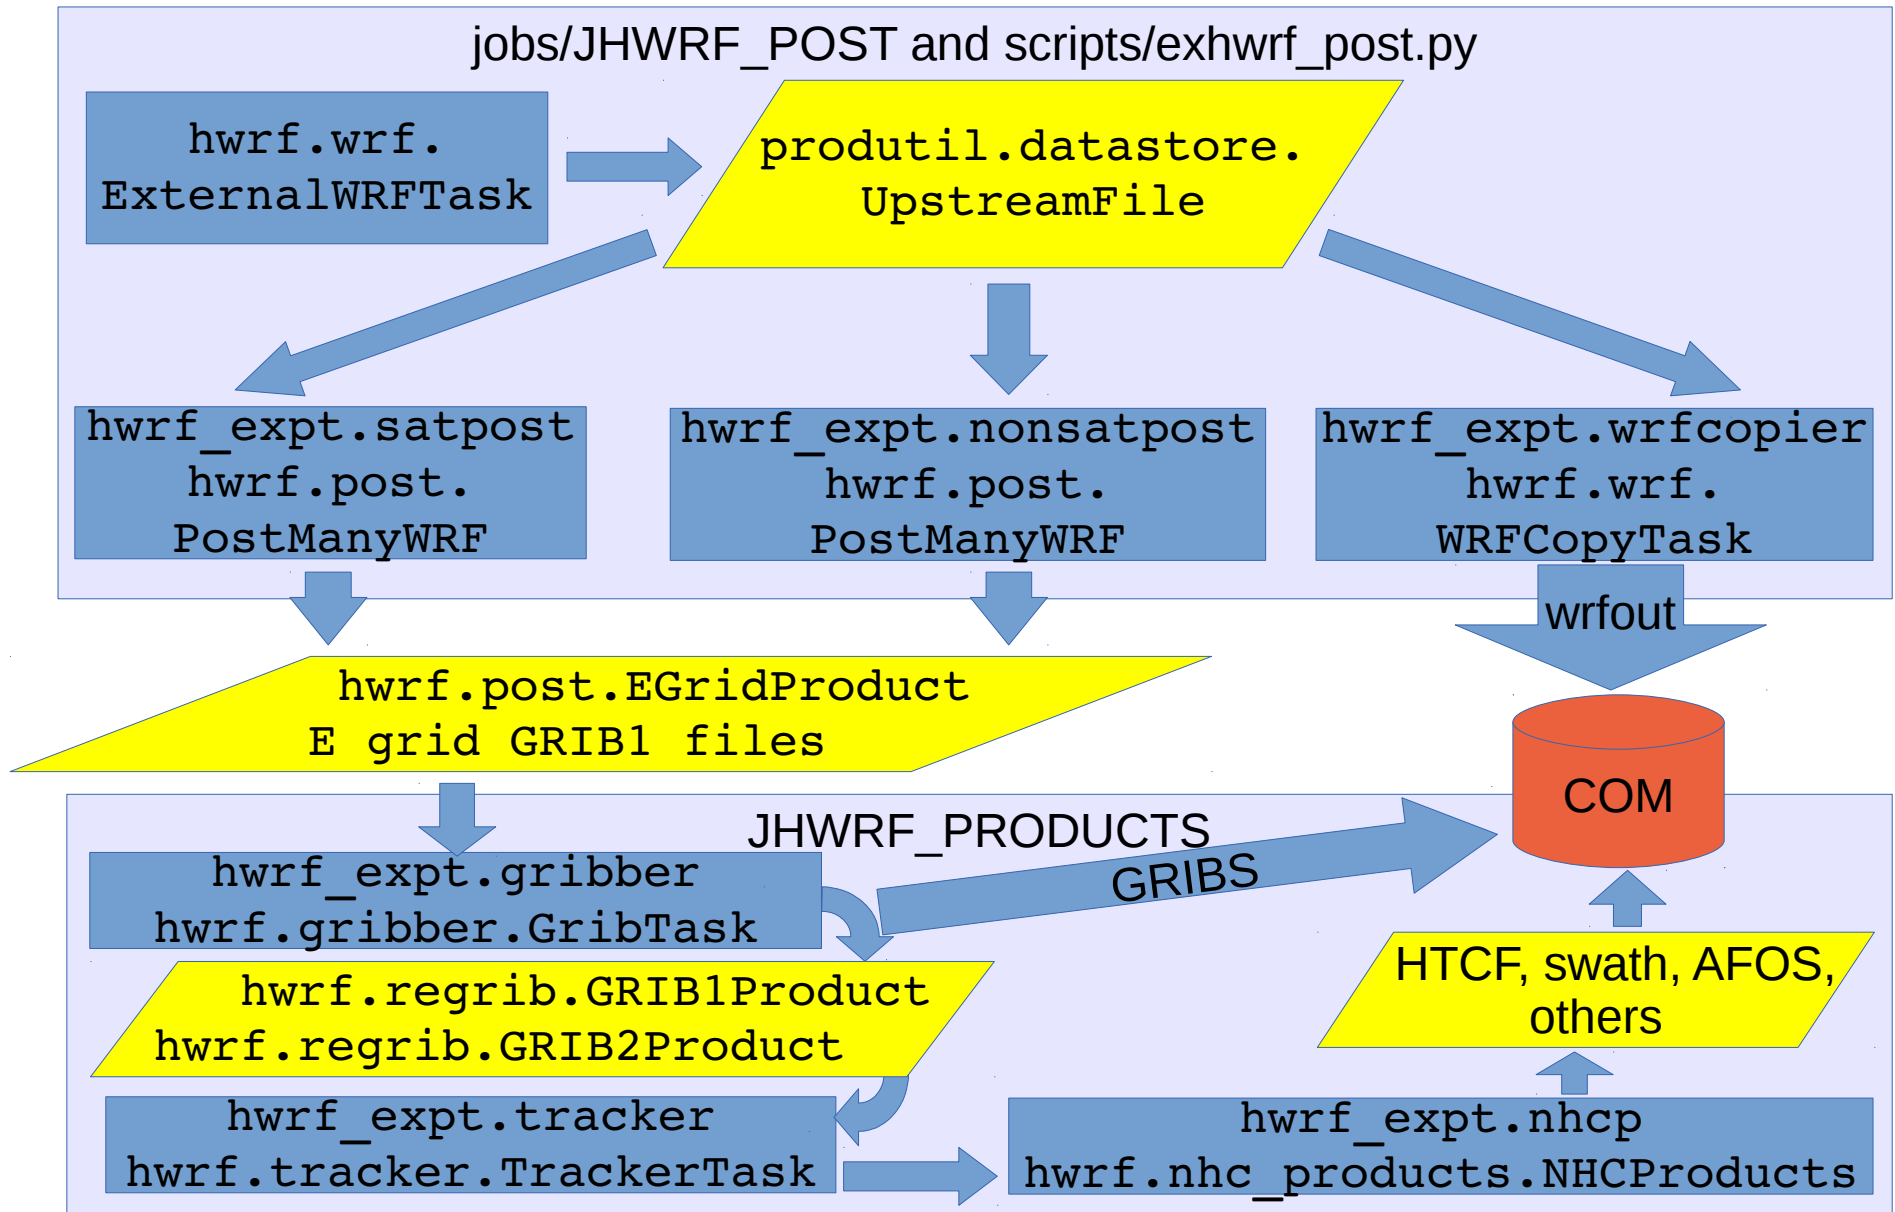 jobs/JHWRF_POST and scripts/exhwrf_post.py
hwrf.wrf.
ExternalWRFTask
produtil.datastore.
UpstreamFile
hwrf_expt.satpost
hwrf.post.
PostManyWRF
hwrf_expt.nonsatpost
hwrf.post.
PostManyWRF
hwrf_expt.wrfcopier
hwrf.wrf.
WRFCopyTask
wrfout
hwrf.post.EGridProduct
E grid GRIB1 files
COM
JHWRF_PRODUCTS
GRIBS
hwrf_expt.gribber
hwrf.gribber.GribTask
hwrf.regrib.GRIB1Product
hwrf.regrib.GRIB2Product
HTCF, swath, AFOS,
others
hwrf_expt.tracker
hwrf.tracker.TrackerTask
hwrf_expt.nhcp
hwrf.nhc_products.NHCProducts